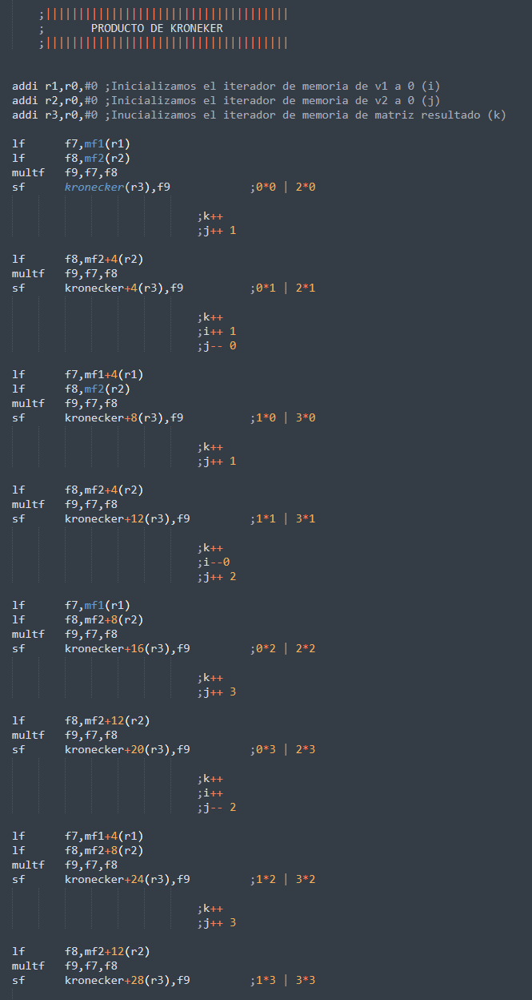 ;|||||||||||||||||||||||||||||||||||||
;       PRODUCTO DE KRONEKER
;|||||||||||||||||||||||||||||||||||||
addi r1,r0,#0 ;Inicializamos el iterador de memoria de v1 a 0 (i)
addi r2,r0,#0 ;Inicializamos el iterador de memoria de v2 a 0 (j)
addi r3,r0,#0 ;Inucializamos el iterador de memoria de matriz resultado (k)
lf      f7,mf1(r1)
lf      f8,mf2(r2)
multf   f9,f7,f8
sf      kronecker(r3),f9            ;0*0 | 2*0
;k++
;j++ 1
lf      f8,mf2+4(r2)
multf   f9,f7,f8
sf      kronecker+4(r3),f9          ;0*1 | 2*1
;k++
;i++ 1
;j-- 0
lf      f7,mf1+4(r1)
lf      f8,mf2(r2)
multf   f9,f7,f8
sf      kronecker+8(r3),f9          ;1*0 | 3*0
;k++
;j++ 1
lf      f8,mf2+4(r2)
multf   f9,f7,f8
sf      kronecker+12(r3),f9         ;1*1 | 3*1
;k++
;i--0
;j++ 2
lf      f7,mf1(r1)
lf      f8,mf2+8(r2)
multf   f9,f7,f8
sf      kronecker+16(r3),f9         ;0*2 | 2*2
;k++
;j++ 3
lf      f8,mf2+12(r2)
multf   f9,f7,f8
sf      kronecker+20(r3),f9         ;0*3 | 2*3
;k++
;i++
;j-- 2
lf      f7,mf1+4(r1)
lf      f8,mf2+8(r2)
multf   f9,f7,f8
sf      kronecker+24(r3),f9         ;1*2 | 3*2
;k++
;j++ 3
lf      f8,mf2+12(r2)
multf   f9,f7,f8
sf      kronecker+28(r3),f9         ;1*3 | 3*3